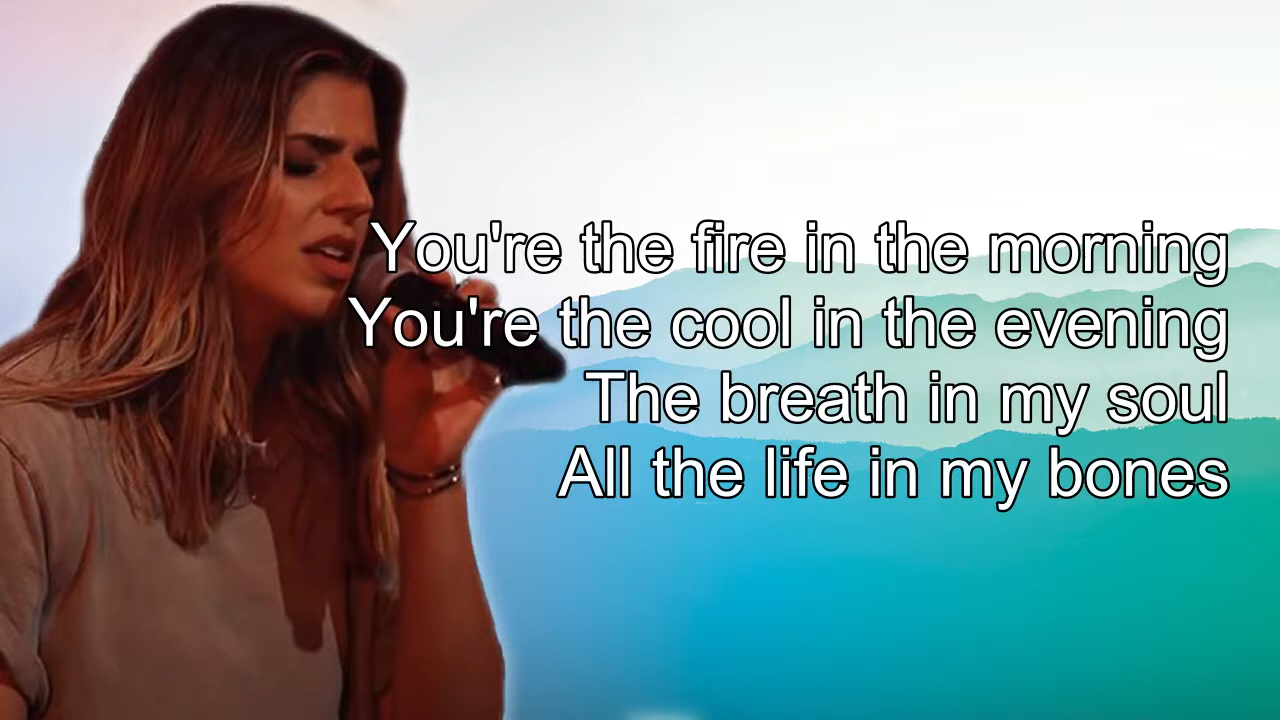 You're the fire in the morning
You're the cool in the evening
The breath in my soul
All the life in my bones